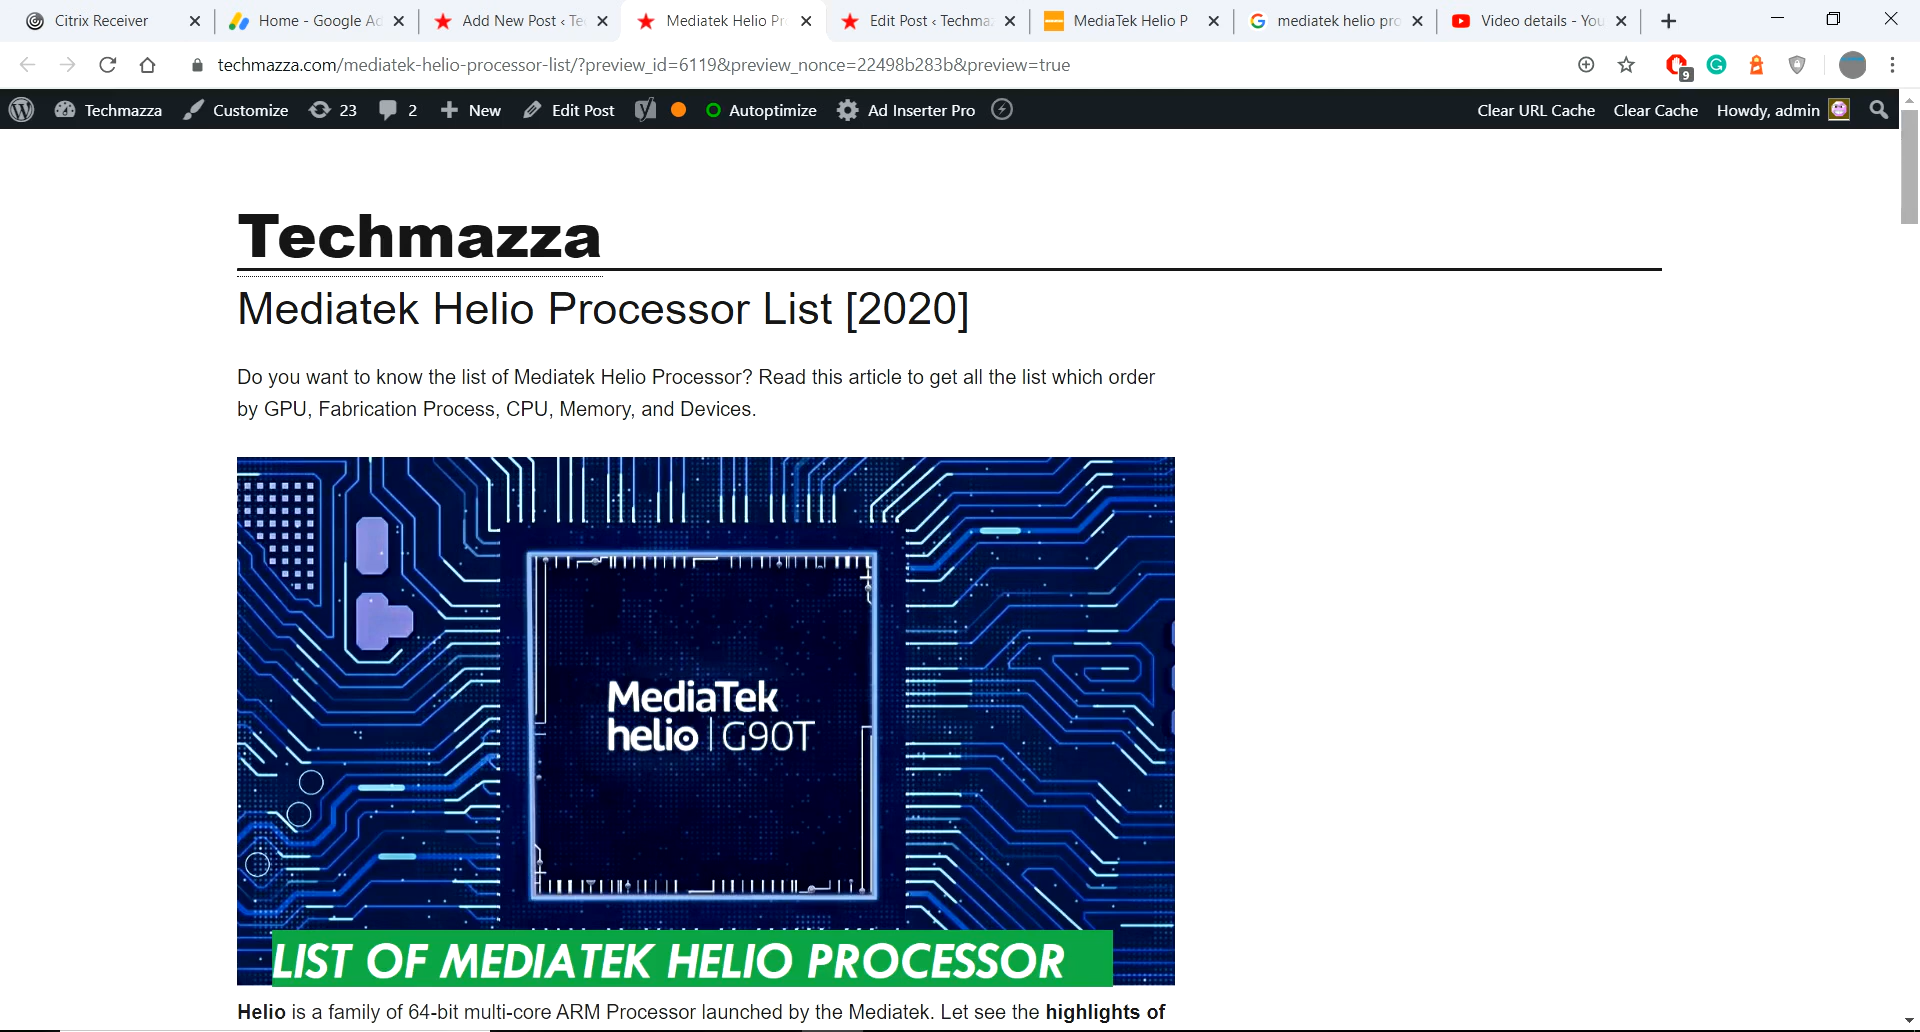 Citrix Receiver
Home - Google Ad
Add New Post ‹ Te
Mediatek Helio Pr
Edit Post ‹ Techma
MediaTek Helio P
mediatek helio pro
Video details - You
techmazza.com/mediatek-helio-processor-list/?preview_id=6119&preview_nonce=22498b283b&preview=true
9
Techmazza Customize 23 2 New Edit Post Autoptimize Ad Inserter Pro Clear URL Cache Clear Cache Howdy, admin
Techmazza
Mediatek Helio Processor List [2020]
Do you want to know the list of Mediatek Helio Processor? Read this article to get all the list which order
by GPU, Fabrication Process, CPU, Memory, and Devices.
MediaTek
helio | G90T
LIST OF MEDIATEK HELIO PROCESSOR
Helio is a family of 64-bit multi-core ARM Processor launched by the Mediatek. Let see the highlights of